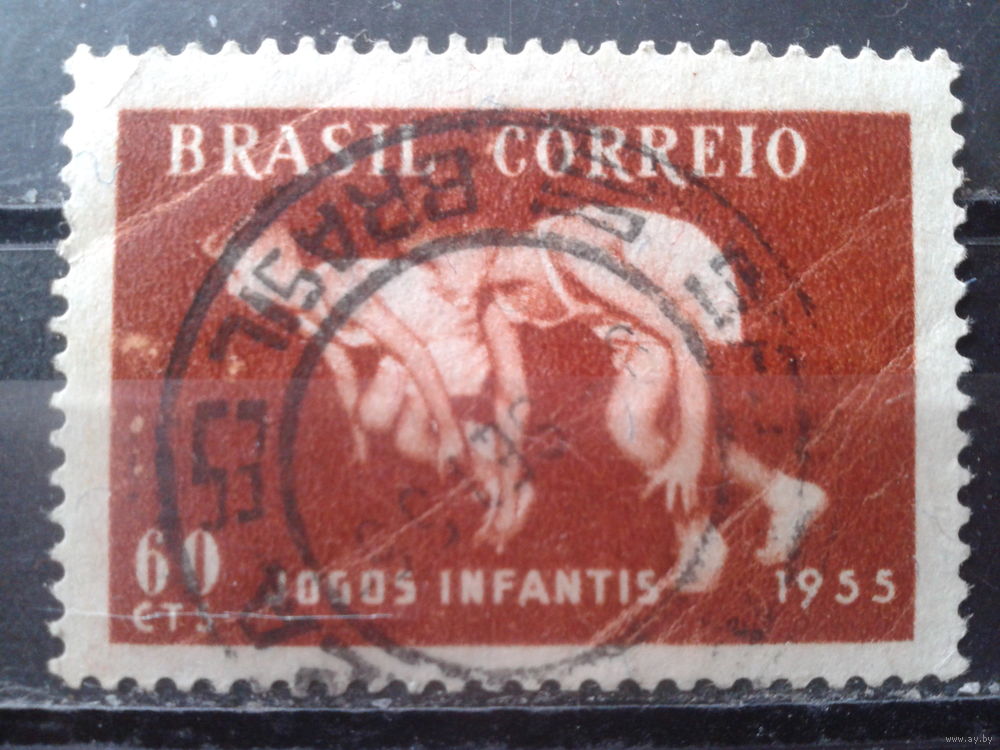 BRASIL CORREIO
BRASIL
60
CTS
JOGOS INFANTIS
1955
www.ay.by